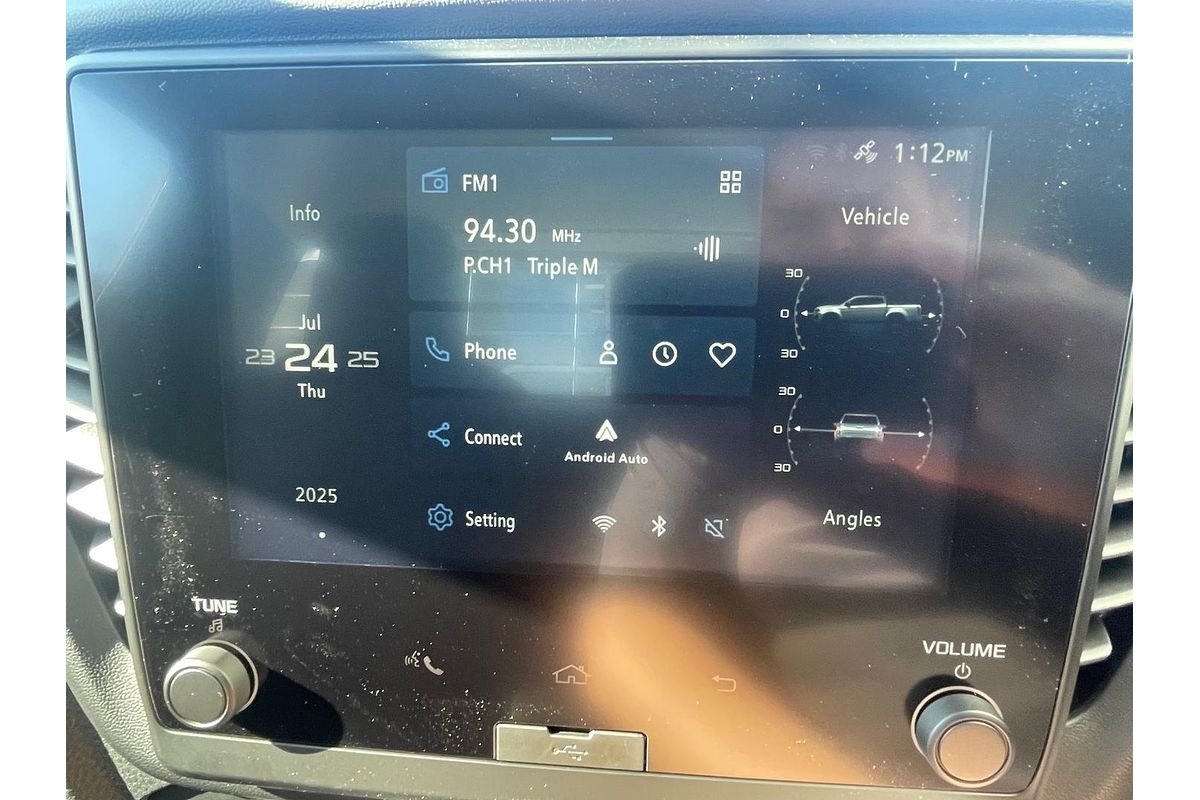 1:12PM
Info
Jul
23 24 25
Thu
2025
FM1
94.30 MHz
P.CH1 Triple M
Phone
Connect
Android Auto
Setting
Vehicle
30
0
30
30
0
30
Angles
TUNE
VOLUME